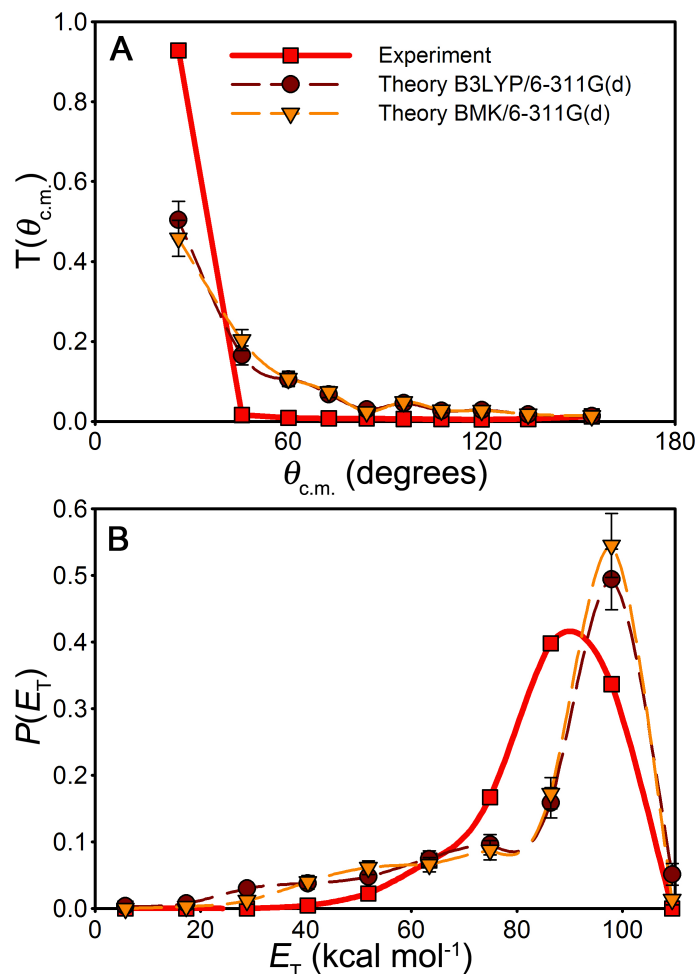 A
Experiment
Theory B3LYP/6-311G(d)
Theory BMK/6-311G(d)
1.0
0.8
0.6
0.4
0.2
0.0
T(θc.m.)
0 60 120 180
θc.m. (degrees)
B
0.6
0.5
0.4
0.3
0.2
0.1
0.0
P(ET)
0 20 40 60 80 100
ET (kcal mol-1)